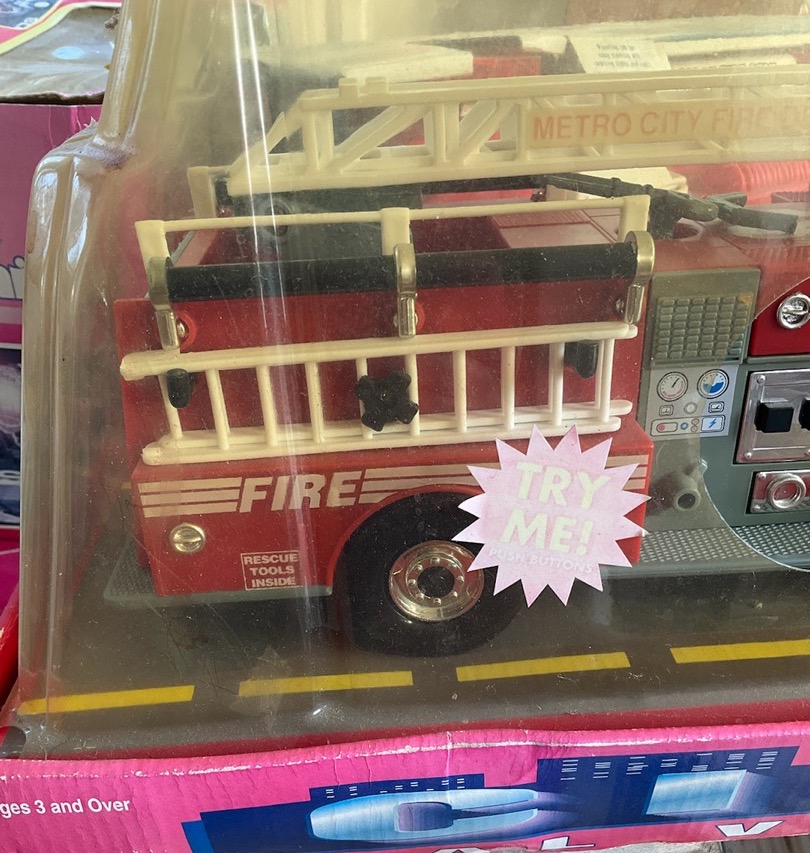 METRO CITY FIRE
FIRE
TRY
ME!
PUSH BUTTONS
RESCUE
TOOLS
INSIDE
ges 3 and Over